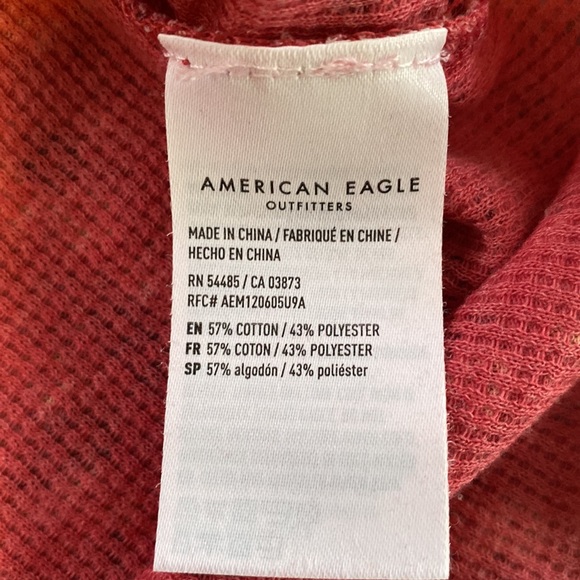 AMERICAN EAGLE
OUTFITTERS
MADE IN CHINA / FABRIQUÉ EN CHINE /
HECHO EN CHINA
RN 54485 / CA 03873
RFC# AEM120605U9A
EN 57% COTTON / 43% POLYESTER
FR 57% COTON / 43% POLYESTER
SP 57% algodón / 43% poliéster